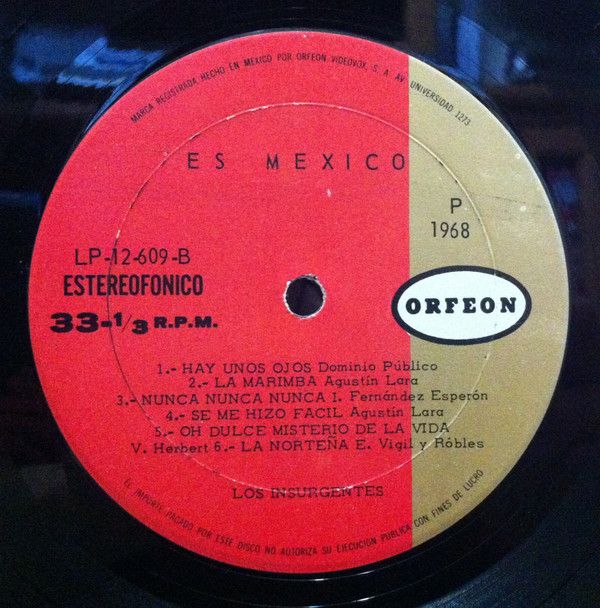 MARCA REGISTRADA HECHO EN MEXICO POR ORFEON VIDEOVOX, S. A. AV. UNIVERSIDAD 1273
ES MEXICO
P
1968
LP-12-609-B
ESTEREOFONICO
33-1/3 R.P.M.
ORFEON
1.- HAY UNOS OJOS Dominio Público
2.- LA MARIMBA Agustín Lara
3.- NUNCA NUNCA NUNCA I. Fernández Esperón
4.- SE ME HIZO FACIL Agustín Lara
5.- OH DULCE MISTERIO DE LA VIDA
V. Herbert 6.- LA NORTEÑA E. Vigil y Róbles
LOS INSURGENTES
EL IMPORTE PAGADO POR ESTE DISCO NO AUTORIZA SU EJECUCION PUBLICA CON FINES DE LUCRO